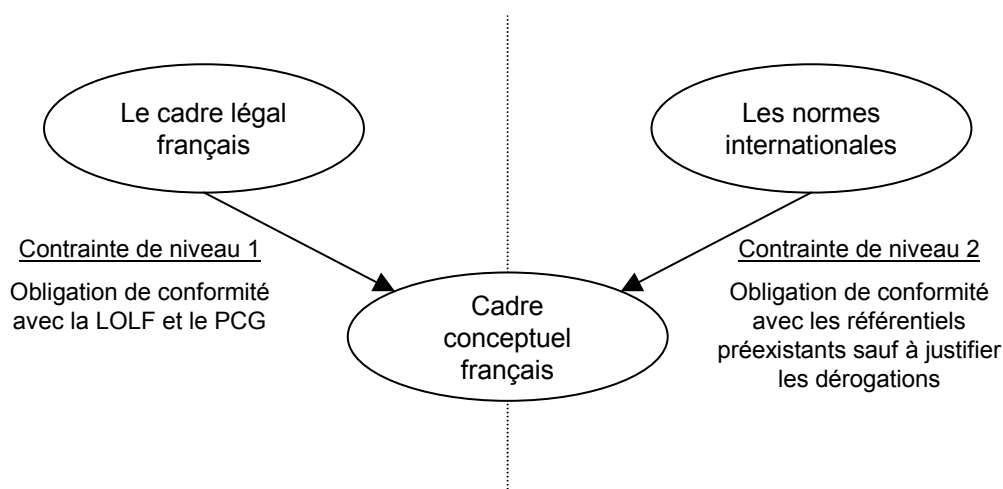 Le cadre légal
français
Les normes
internationales
Contrainte de niveau 1
Obligation de conformité
avec la LOLF et le PCG
Contrainte de niveau 2
Obligation de conformité
avec les référentiels
préexistants sauf à justifier
les dérogations
Cadre
conceptuel
français